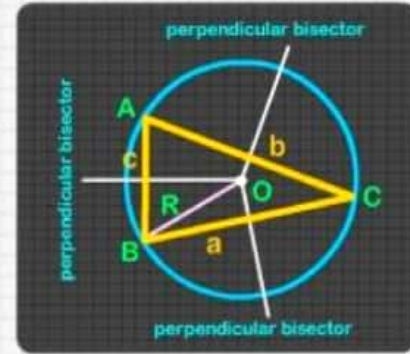 perpendicular bisector
perpendicular bisector
A
b
c
O
C
R
B
a
perpendicular bisector